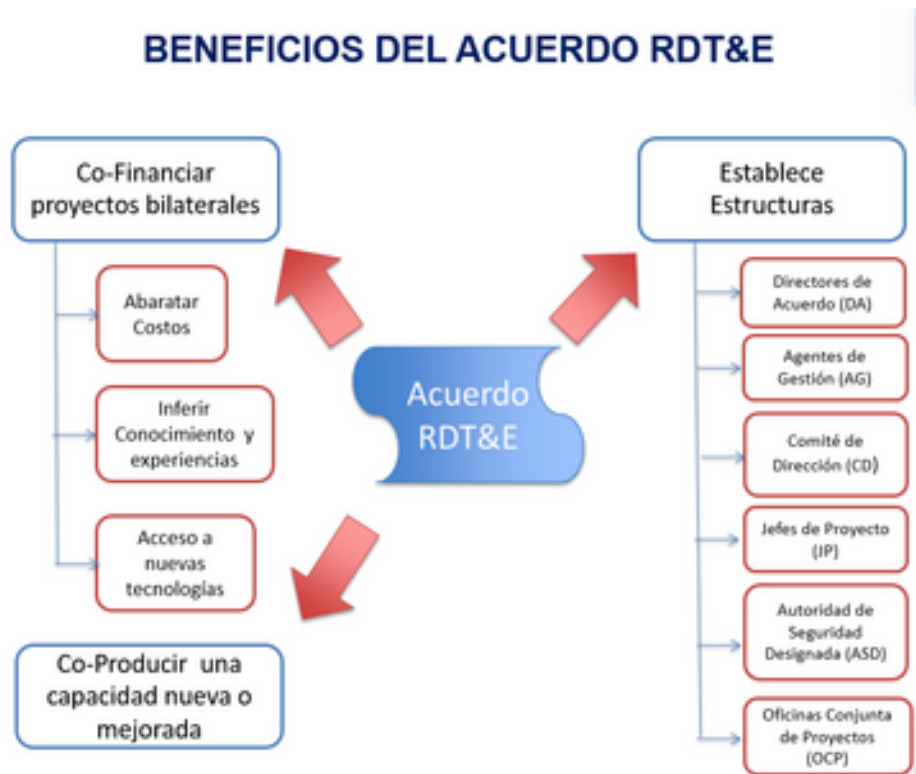 BENEFICIOS DEL ACUERDO RDT&E
Co-Financiar
proyectos bilaterales
Abaratar
Costos
Inferir
Conocimiento y
experiencias
Acceso a
nuevas
tecnologías
Co-Producir una
capacidad nueva o
mejorada
Acuerdo
RDT&E
Establece
Estructuras
Directores de
Acuerdo (DA)
Agentes de
Gestión (AG)
Comité de
Dirección (CD)
Jefes de Proyecto
(JP)
Autoridad de
Seguridad
Designada (ASD)
Oficinas Conjunta
de Proyectos
(OCP)